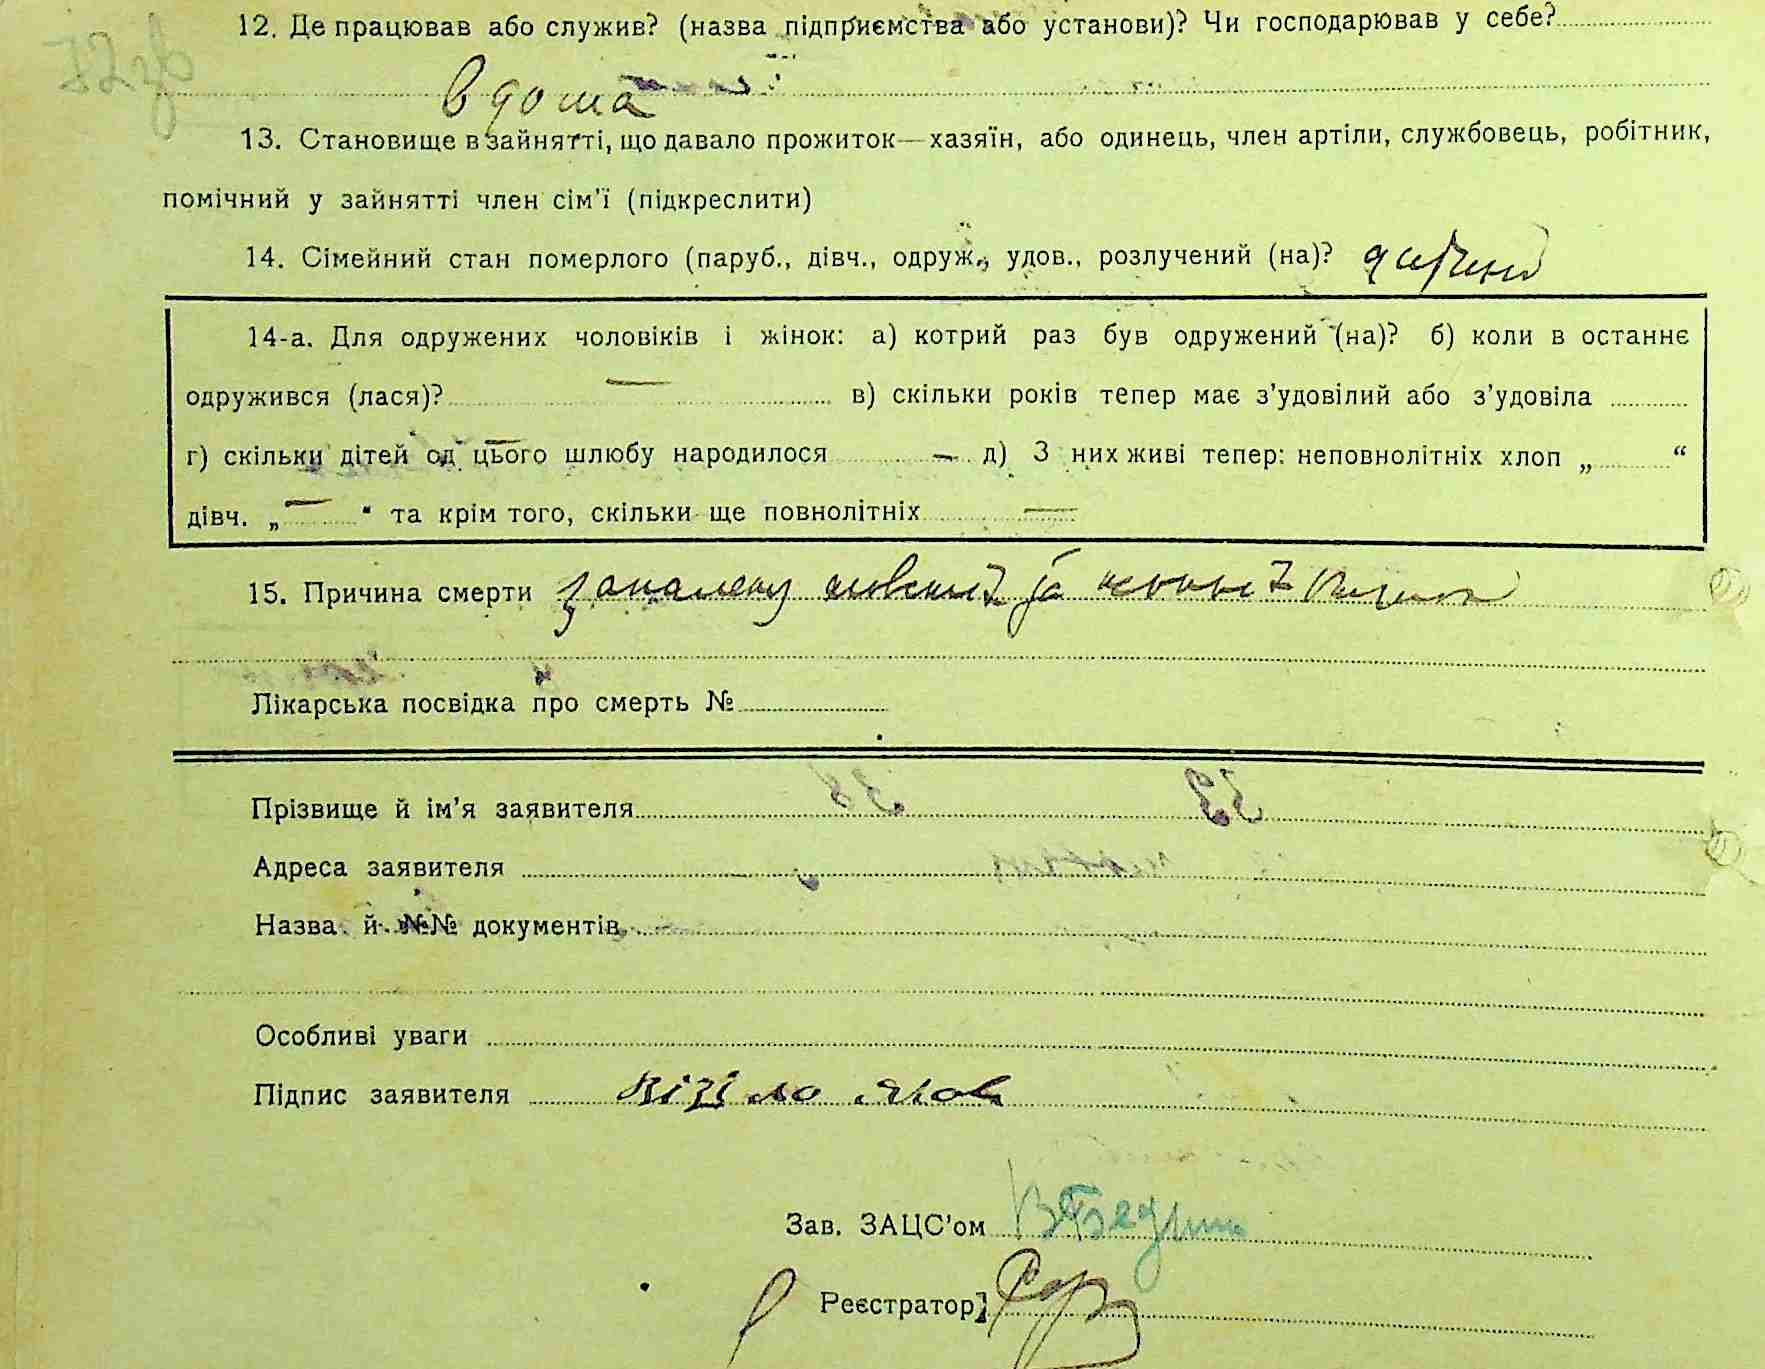 12. Де працював або служив? (назва підприємства або установи)? Чи господарював у себе?
вдома
13. Становище в зайнятті, що давало прожиток—хазяїн, або одинець, член артілі, службовець, робітник,
помічний у зайнятті член сім'ї (підкреслити)
14. Сімейний стан померлого (паруб., дівч., одруж., удов., розлучений (на)? дитина
14-а. Для одружених чоловіків і жінок: а) котрий раз був одружений (на)? б) коли в останнє
одружився (лася)? — в) скільки років тепер має з'удовілий або з'удовіла
г) скільки дітей од цього шлюбу народилося — д) З них живі тепер: неповнолітніх хлоп „ “
дівч. „—“ та крім того, скільки ще повнолітніх —
15. Причина смерти
Лікарська посвідка про смерть №
Прізвище й ім'я заявителя
Адреса заявителя
Назва й №№ документів
Особливі уваги
Підпис заявителя
Зав. ЗАЦС'ом
Реєстратор